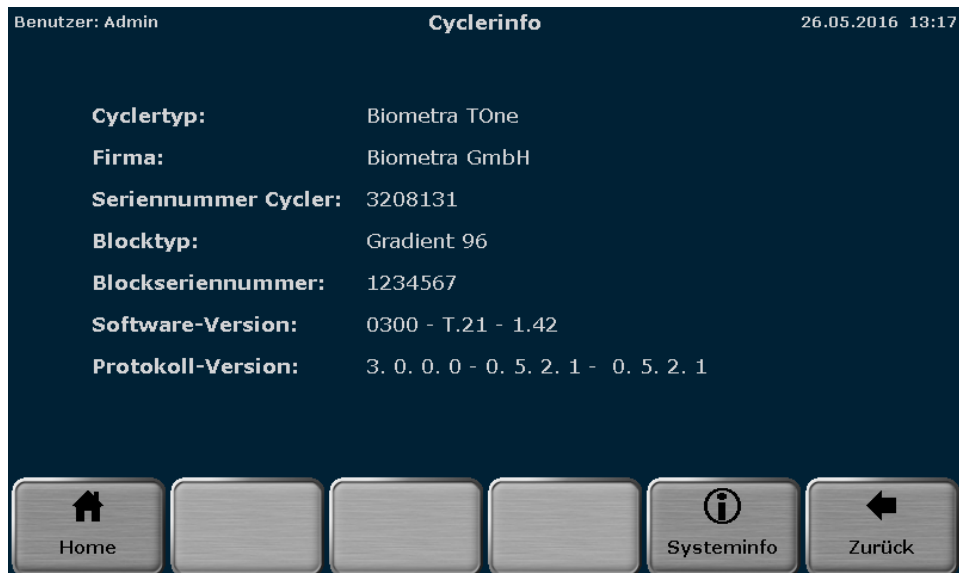 Benutzer: Admin Cyclerinfo 26.05.2016 13:17
Cyclertyp: Biometra TOne
Firma: Biometra GmbH
Seriennummer Cycler: 3208131
Blocktyp: Gradient 96
Blockseriennummer: 1234567
Software-Version: 0300 - T.21 - 1.42
Protokoll-Version: 3. 0. 0. 0 - 0. 5. 2. 1 - 0. 5. 2. 1
Home Systeminfo Zurück